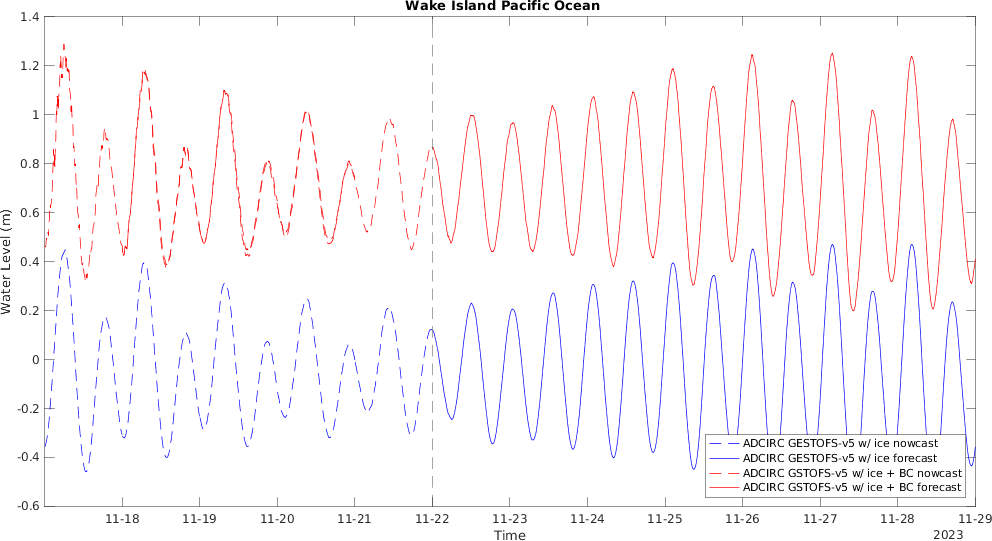 Wake Island Pacific Ocean
Water Level (m)
1.4
1.2
1
0.8
0.6
0.4
0.2
0
-0.2
-0.4
-0.6
ADCIRC GESTOFS-v5 w/ ice nowcast
ADCIRC GESTOFS-v5 w/ ice forecast
ADCIRC GSTOFS-v5 w/ ice + BC nowcast
ADCIRC GSTOFS-v5 w/ ice + BC forecast
11-18 11-19 11-20 11-21 11-22 11-23 11-24 11-25 11-26 11-27 11-28 11-29
Time
2023